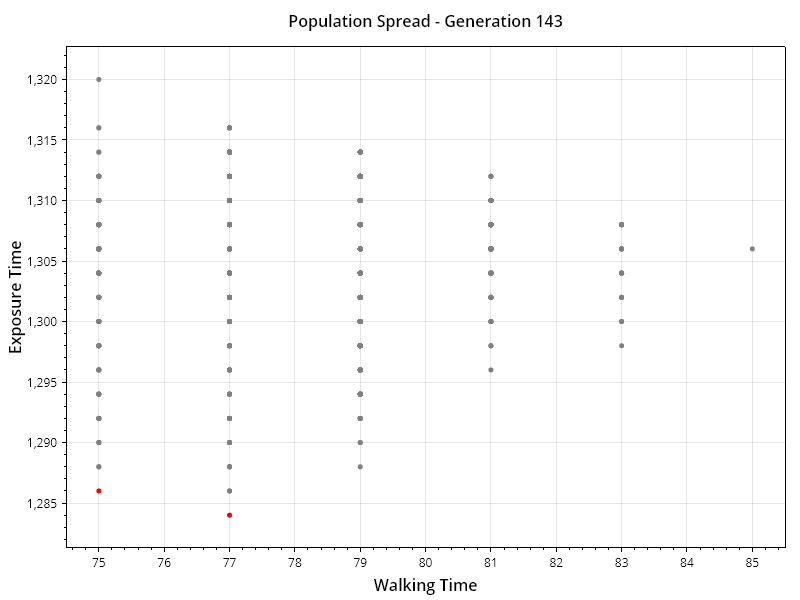 Population Spread - Generation 143
1,320
1,315
1,310
1,305
1,300
1,295
1,290
1,285
Exposure Time
75 76 77 78 79 80 81 82 83 84 85
Walking Time